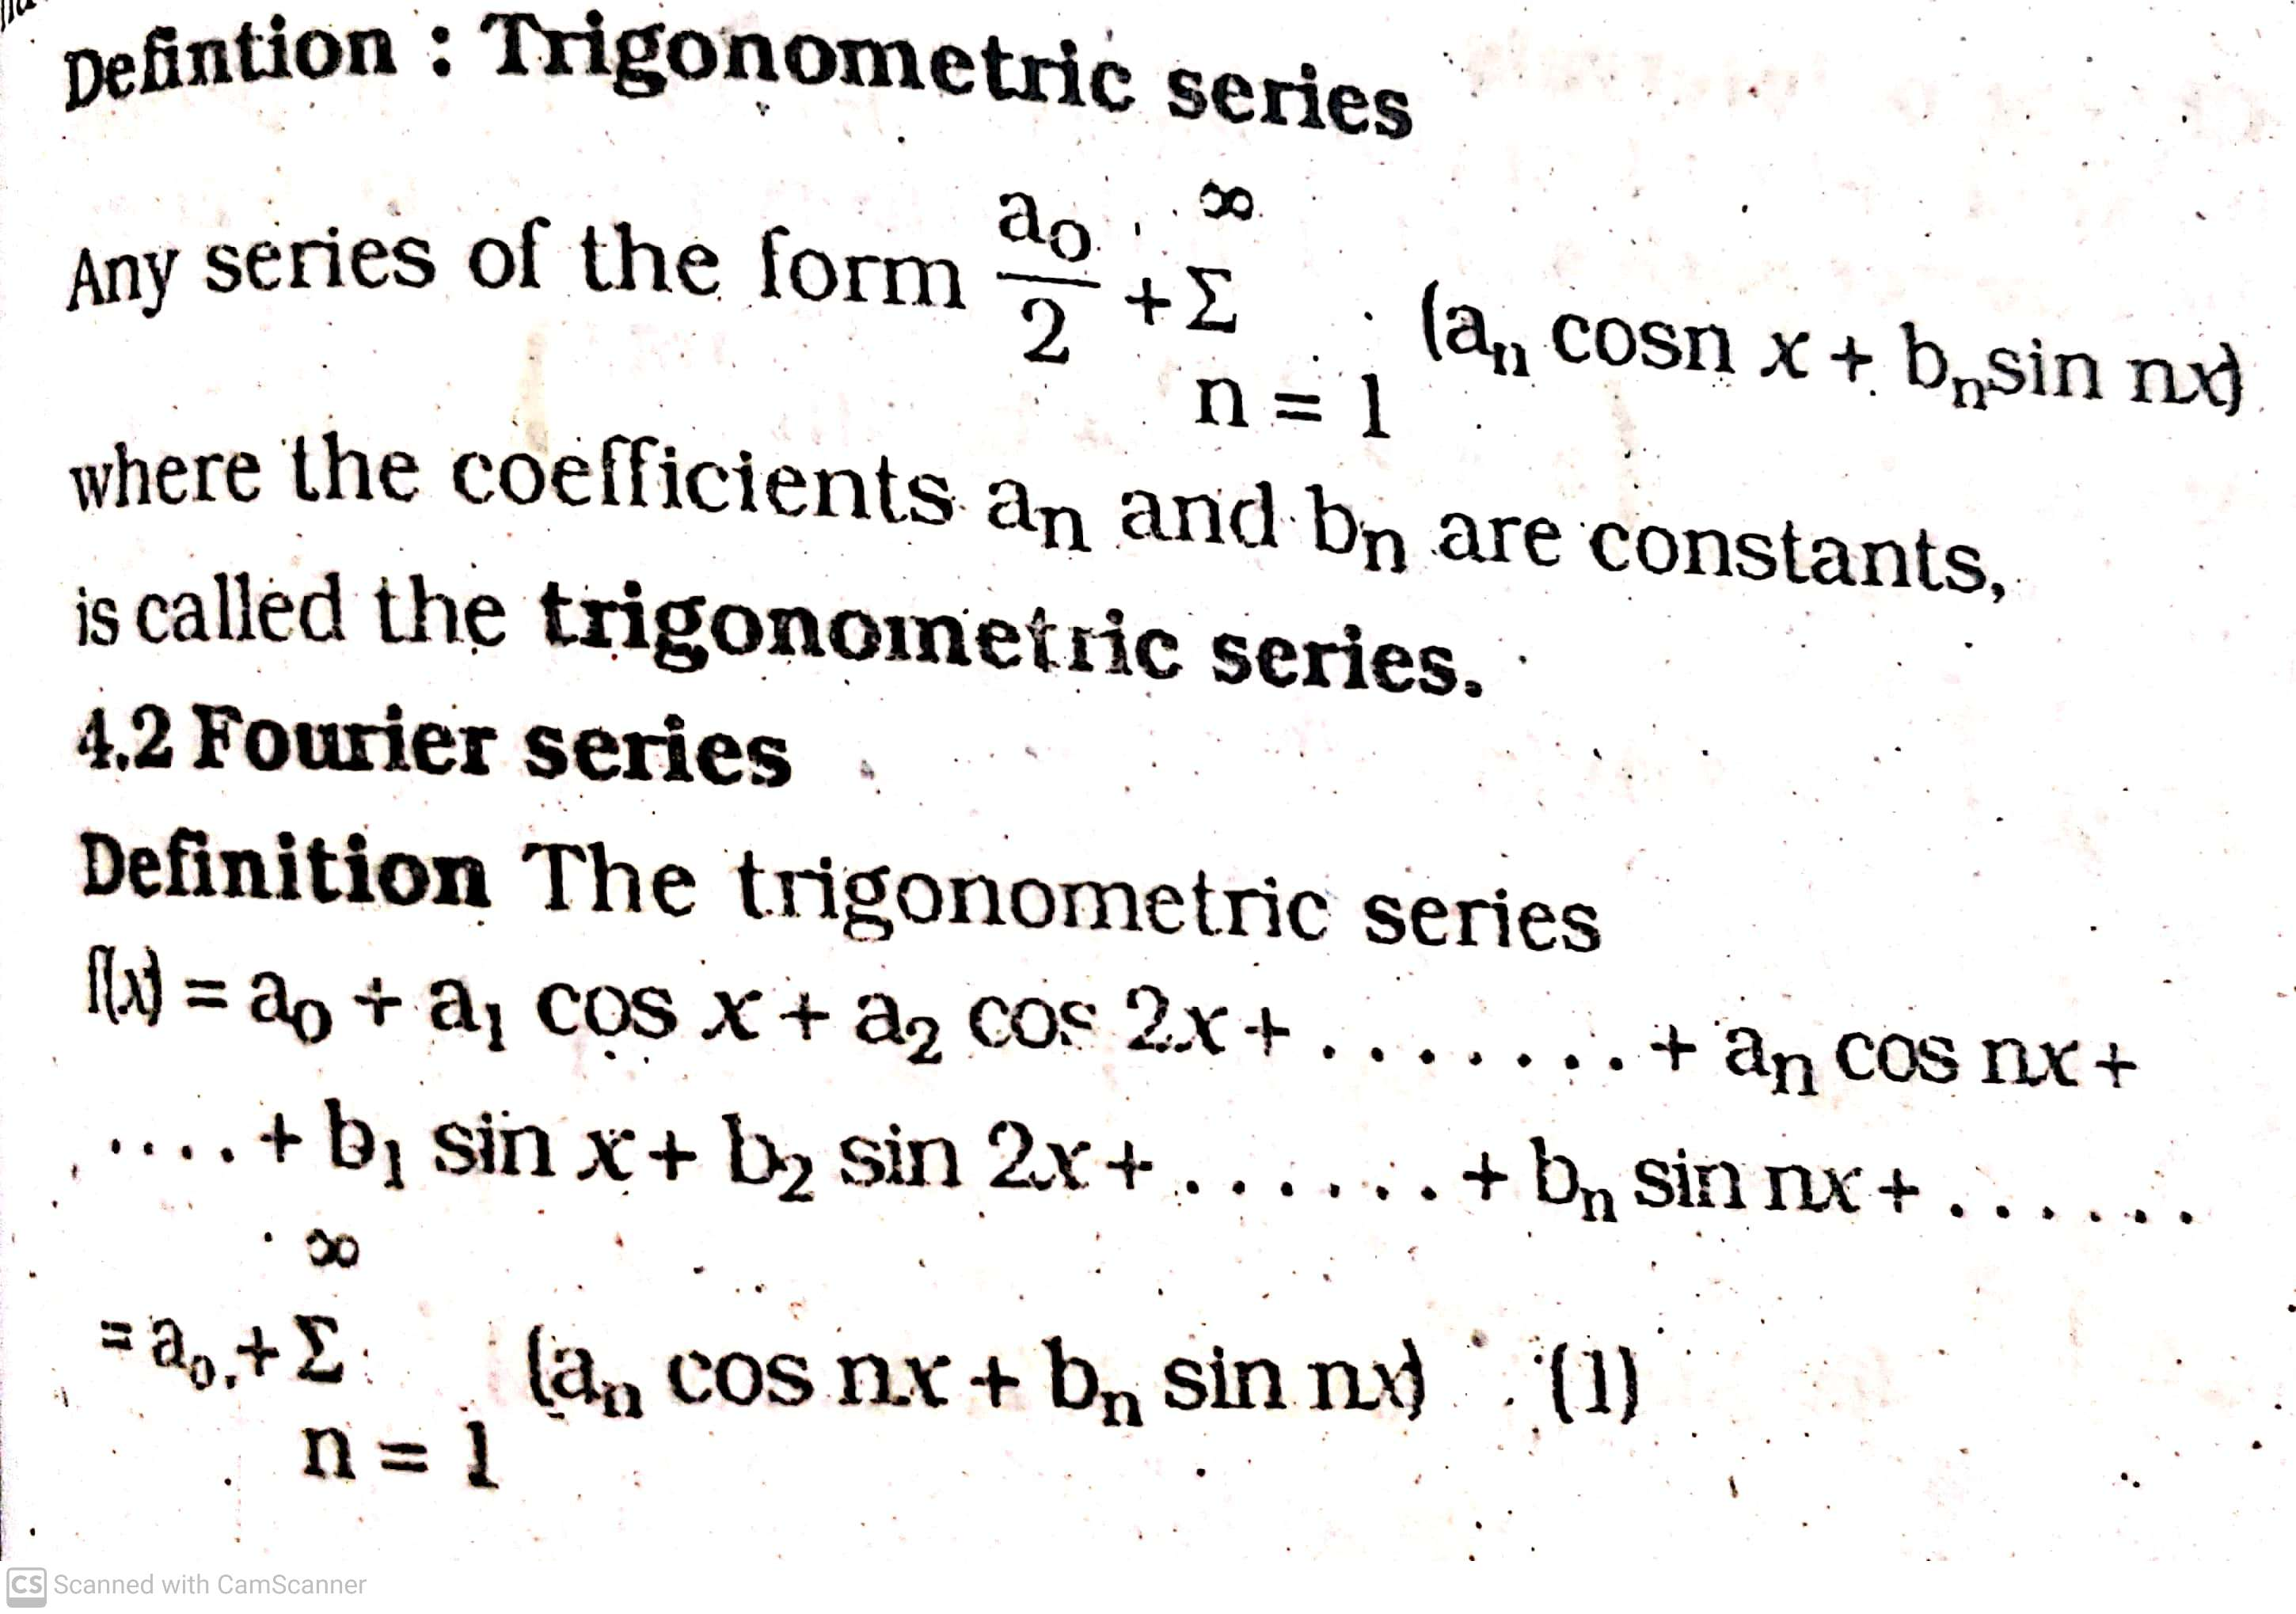 Defintion : Trigonometric series
Any series of the form a₀/2 + Σ n = 1 ∞ (aₙ cosn x + bₙ sin nx)
where the coefficients aₙ and bₙ are constants,
is called the trigonometric series.
4.2 Fourier series
Definition The trigonometric series
f(x) = a₀ + a₁ cos x + a₂ cos 2x + . . . . . . . . + aₙ cos nx +
. . . . + b₁ sin x + b₂ sin 2x + . . . . . . . + bₙ sin nx + . . . . . .
= a₀ + Σ n = 1 ∞ (aₙ cos nx + bₙ sin nx) (1)
CS Scanned with CamScanner